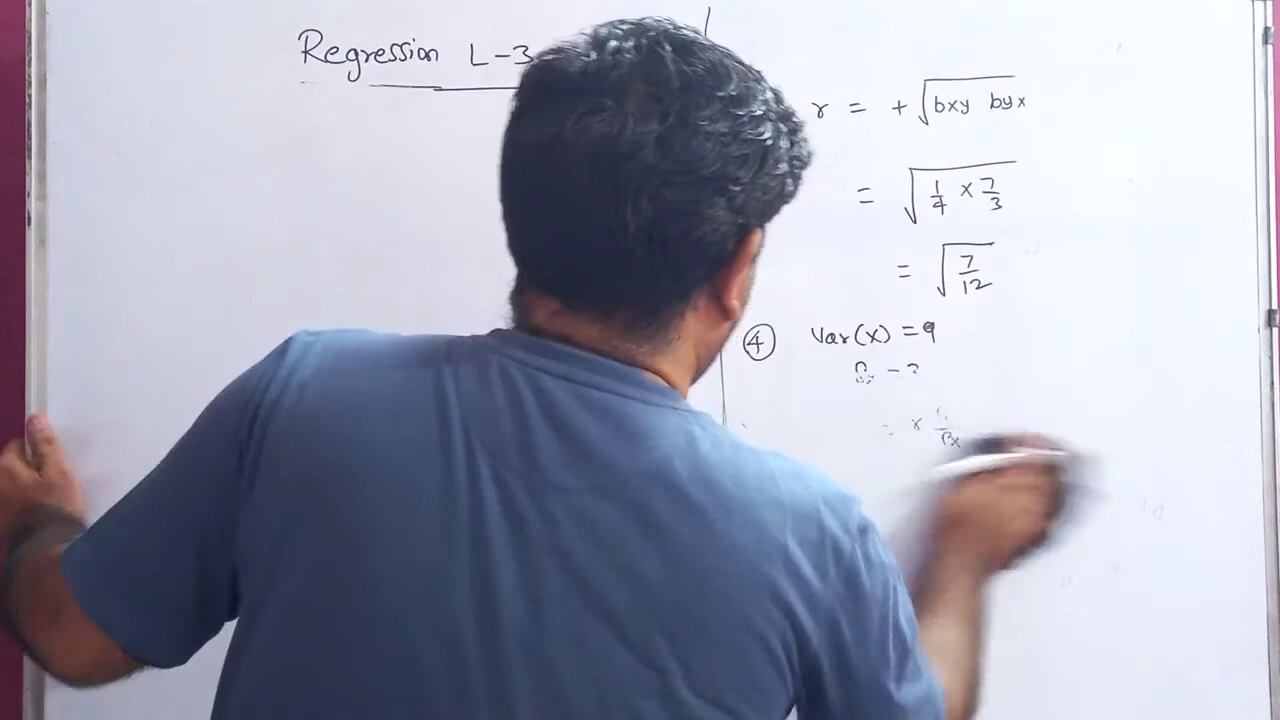 Regression L-3
r = + √bxy byx
= √1/4 × 7/3
= √7/12
④ Var(x) = 9